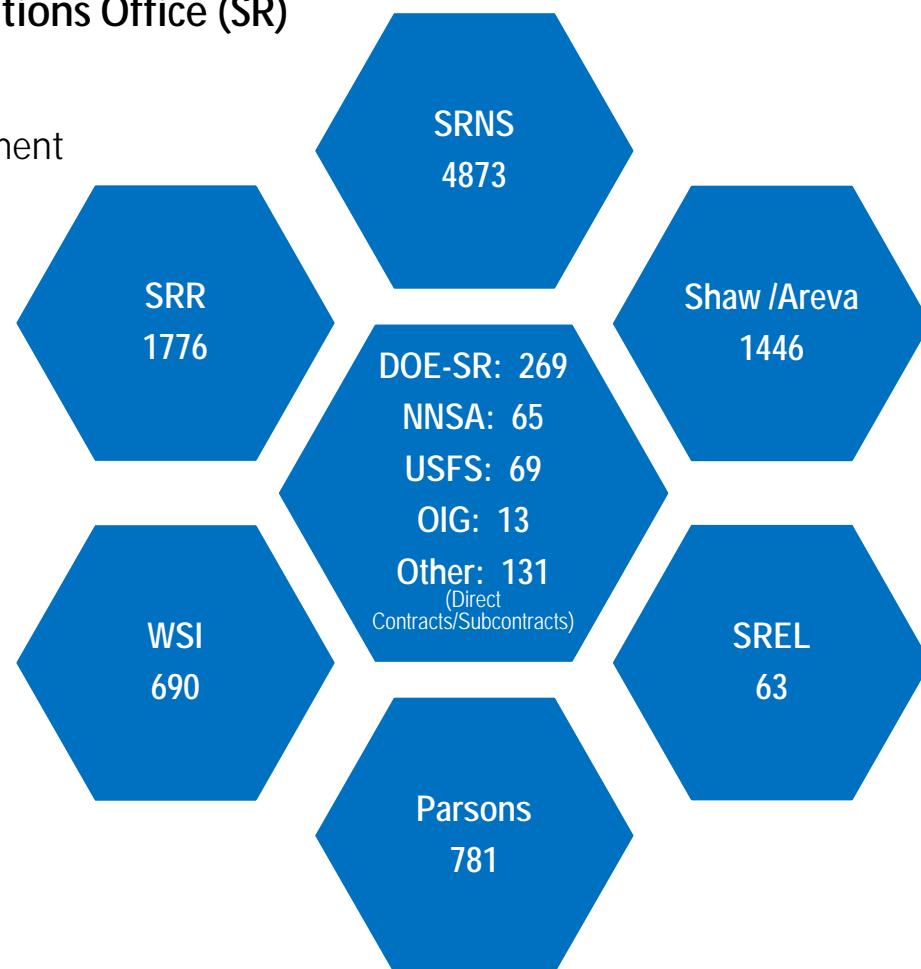 tions Office (SR)
nent
SRNS
4873
SRR
1776
Shaw /Areva
1446
DOE-SR: 269
NNSA: 65
USFS: 69
OIG: 13
Other: 131
(Direct
Contracts/Subcontracts)
WSI
690
SREL
63
Parsons
781